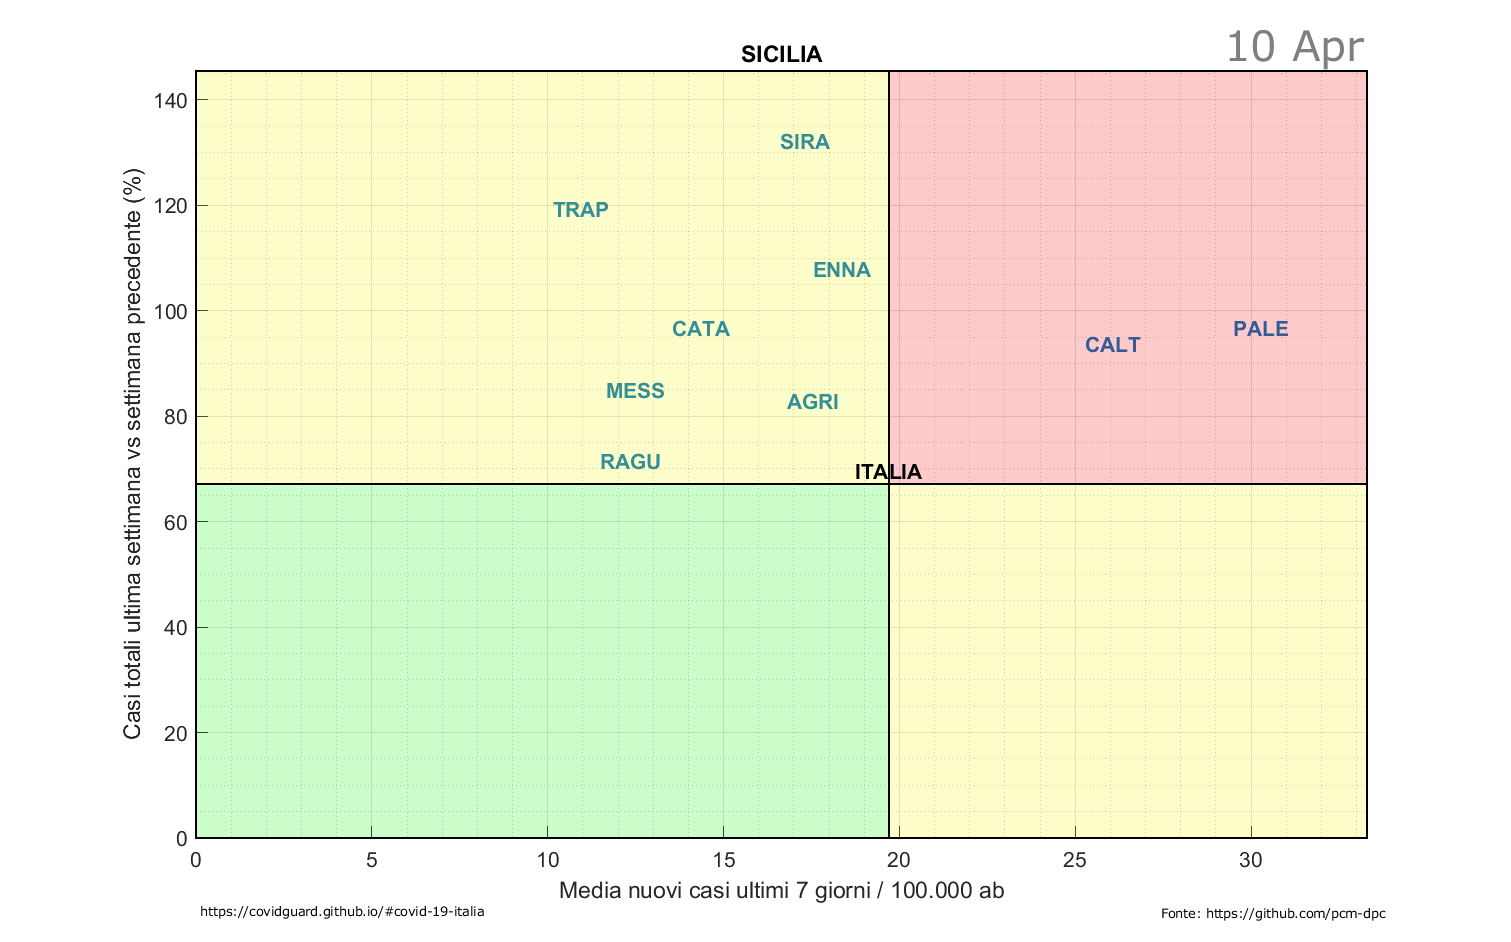 10 Apr
SICILIA
140
120
100
80
60
40
20
0
Casi totali ultima settimana vs settimana precedente (%)
SIRA
TRAP
ENNA
CATA
PALE
CALT
MESS
AGRI
RAGU
ITALIA
0 5 10 15 20 25 30
Media nuovi casi ultimi 7 giorni / 100.000 ab
https://covidguard.github.io/#covid-19-italia
Fonte: https://github.com/pcm-dpc